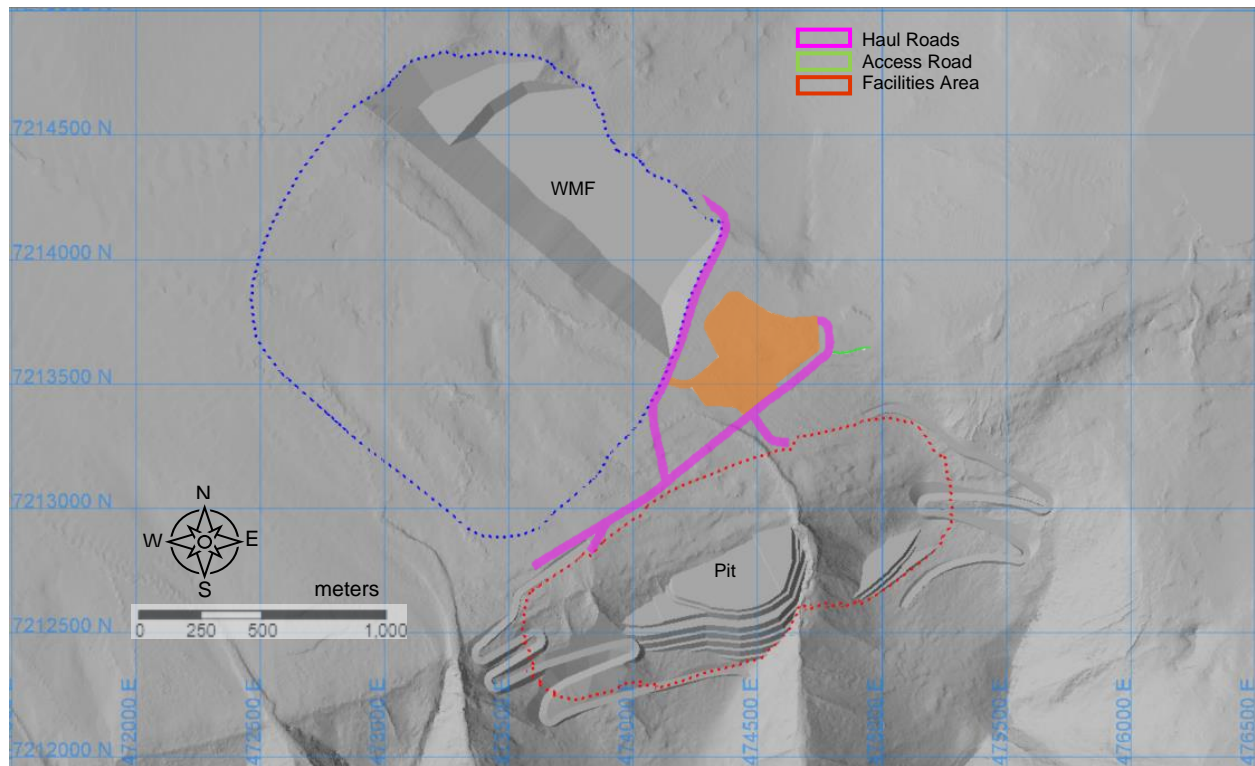 Haul Roads
Access Road
Facilities Area
7214500 N
WMF
7214000 N
7213500 N
7213000 N
N
W
E
S
Pit
meters
0 250 500 1,000
7212500 N
7212000 N
472000 E
472500 E
474000 E
474500 E
475500 E
476000 E
476500 E